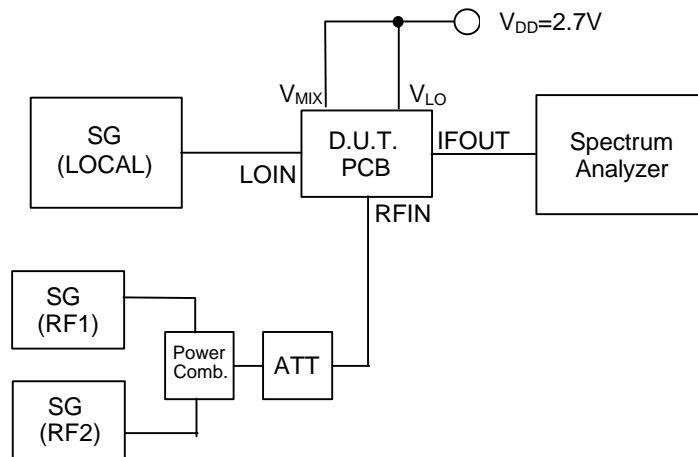 V_DD=2.7V
V_MIX
V_LO
SG
(LOCAL)
LOIN
D.U.T.
PCB
IFOUT
RFIN
Spectrum
Analyzer
SG
(RF1)
Power
Comb.
ATT
SG
(RF2)